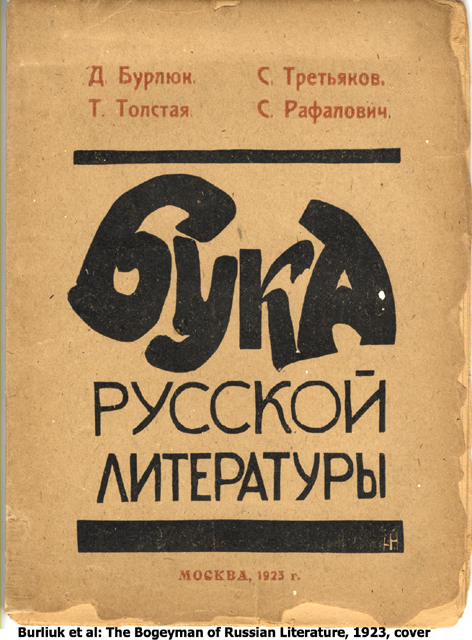 Д. Бурлюк. С. Третьяков.
Т. Толстая. С. Рафалович.
Бука
РУССКОЙ
ЛИТЕРАТУРЫ
МОСКВА, 1923 г.
Burliuk et al: The Bogeyman of Russian Literature, 1923, cover